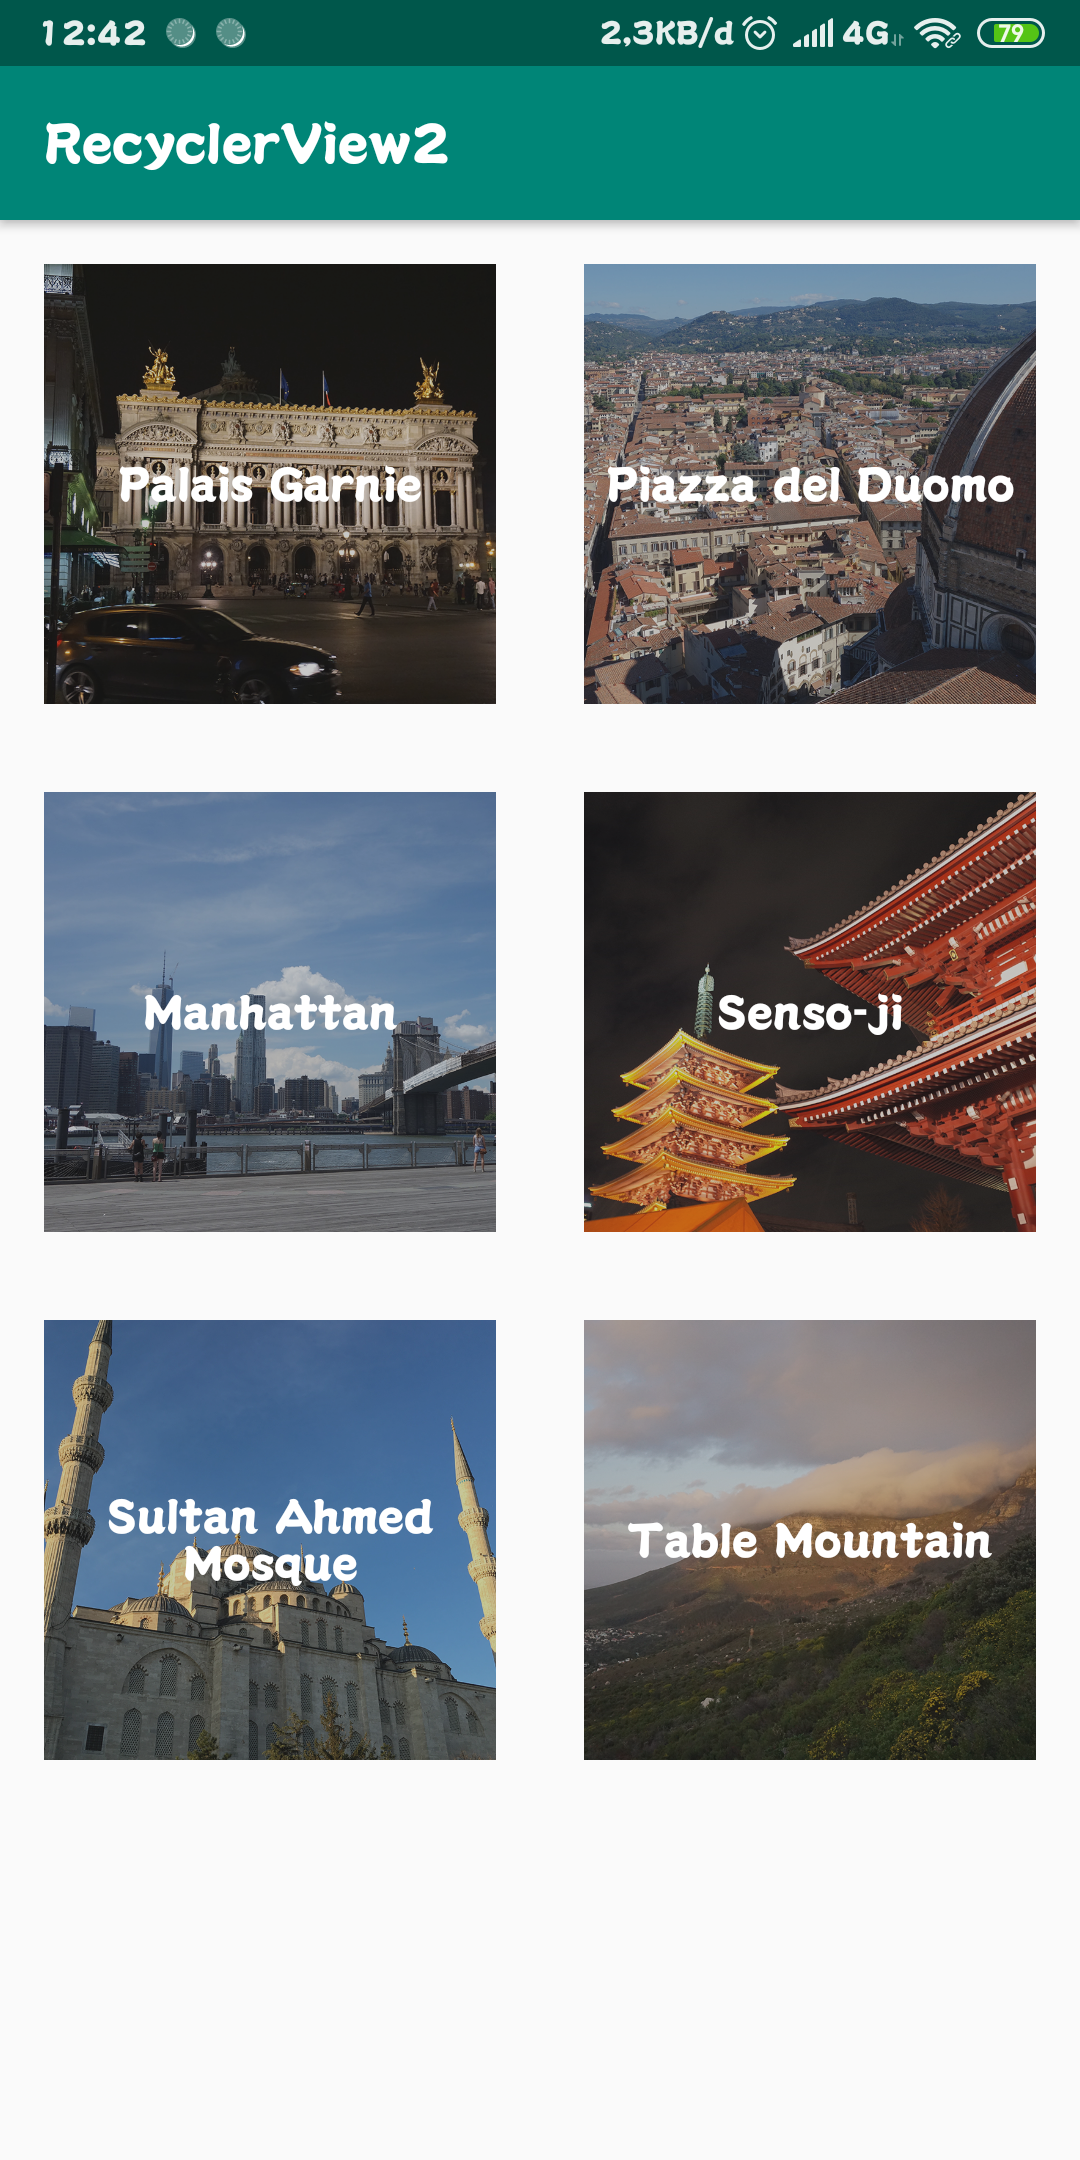 12:42 2,3KB/d 4G 79
RecyclerView2
Palais Garnie
Piazza del Duomo
Manhattan
Senso-ji
Sultan Ahmed
Mosque
Table Mountain